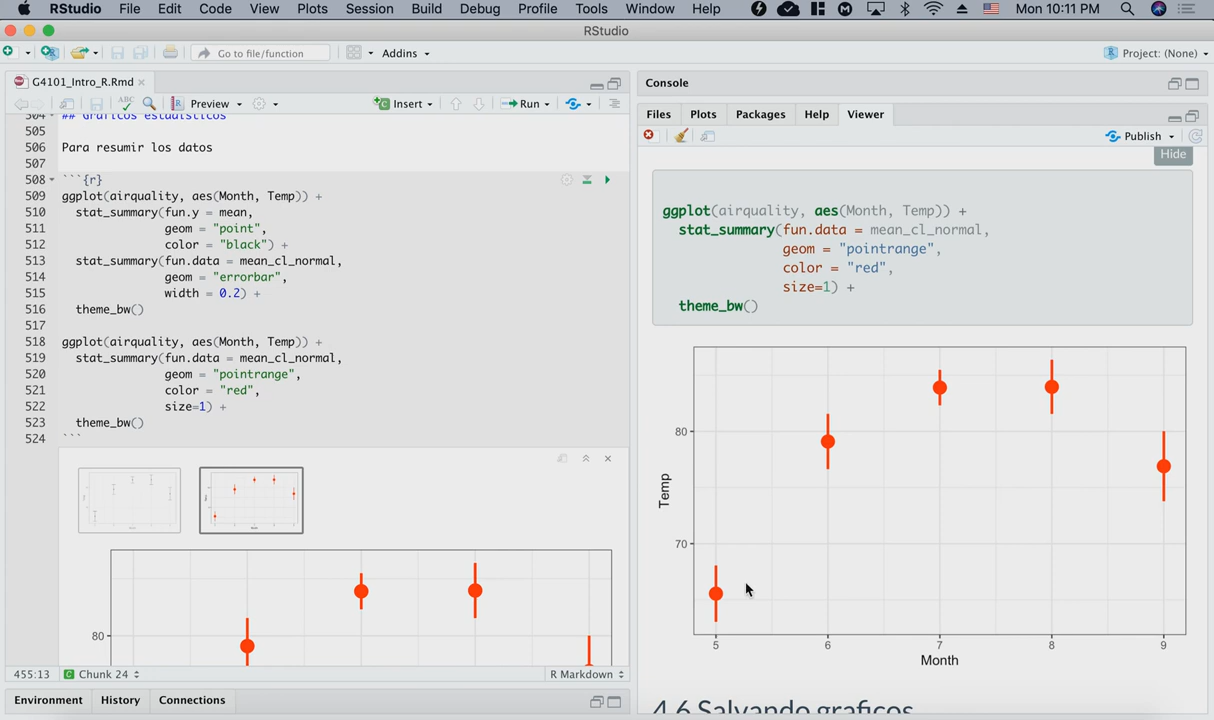 RStudio File Edit Code View Plots Session Build Debug Profile Tools Window Help Mon 10:11 PM
RStudio
Go to file/function Addins Project: (None)
G4101_Intro_R.Rmd
Console
ABC Preview Insert Run
Files Plots Packages Help Viewer
Publish
Hide
504 ## Graficos estadisticos
505
506 Para resumir los datos
507
508 ```{r}
509 ggplot(airquality, aes(Month, Temp)) +
510 stat_summary(fun.y = mean,
511 geom = "point",
512 color = "black") +
513 stat_summary(fun.data = mean_cl_normal,
514 geom = "errorbar",
515 width = 0.2) +
516 theme_bw()
517
518 ggplot(airquality, aes(Month, Temp)) +
519 stat_summary(fun.data = mean_cl_normal,
520 geom = "pointrange",
521 color = "red",
522 size=1) +
523 theme_bw()
524 ```
80
455:13 Chunk 24 R Markdown
Environment History Connections
ggplot(airquality, aes(Month, Temp)) +
stat_summary(fun.data = mean_cl_normal,
geom = "pointrange",
color = "red",
size=1) +
theme_bw()
80
Temp
70
5 6 7 8 9
Month
4.6 Salvando graficos